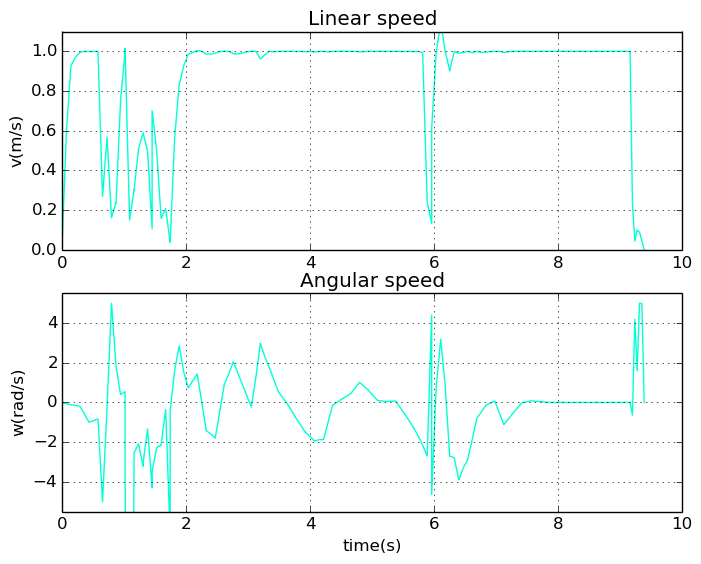 Linear speed
v(m/s)
1.0
0.8
0.6
0.4
0.2
0.0
0 2 4 6 8 10
Angular speed
w(rad/s)
4
2
0
−2
−4
0 2 4 6 8 10
time(s)